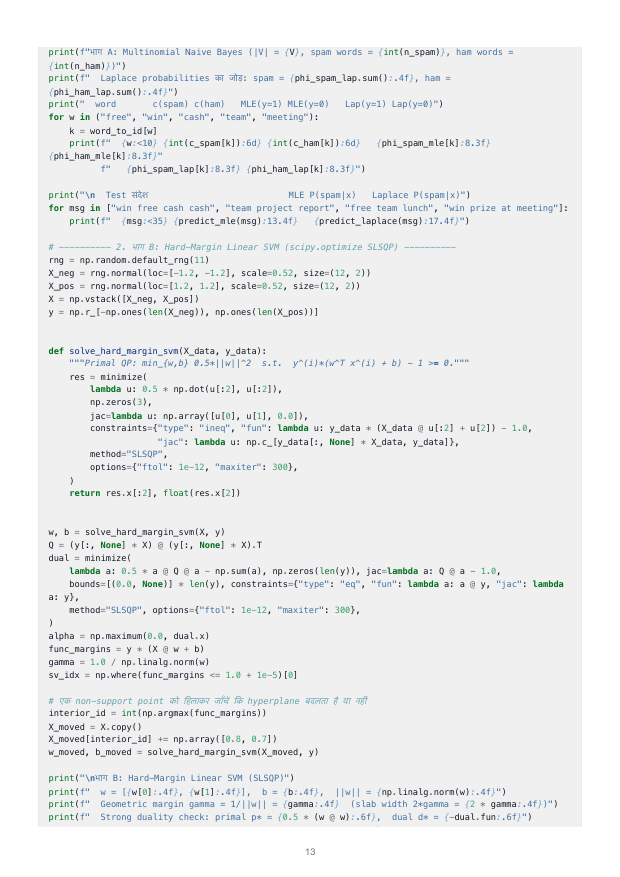 print(f"भाग A: Multinomial Naive Bayes (|V| = {V}, spam words = {int(n_spam)}, ham words =
{int(n_ham)})")
print(f"  Laplace probabilities का जोड़: spam = {phi_spam_lap.sum():.4f}, ham =
{phi_ham_lap.sum():.4f}")
print("  word       c(spam) c(ham)   MLE(y=1) MLE(y=0)   Lap(y=1) Lap(y=0)")
for w in ("free", "win", "cash", "team", "meeting"):
    k = word_to_id[w]
    print(f"  {w:<10} {int(c_spam[k]):6d} {int(c_ham[k]):6d}   {phi_spam_mle[k]:8.3f}
{phi_ham_mle[k]:8.3f}"
          f"   {phi_spam_lap[k]:8.3f} {phi_ham_lap[k]:8.3f}")
print("\n  Test संदेश                           MLE P(spam|x)   Laplace P(spam|x)")
for msg in ["win free cash cash", "team project report", "free team lunch", "win prize at meeting"]:
    print(f"  {msg:<35} {predict_mle(msg):13.4f}   {predict_laplace(msg):17.4f}")
# ────────── 2. भाग B: Hard-Margin Linear SVM (scipy.optimize SLSQP) ──────────
rng = np.random.default_rng(11)
X_neg = rng.normal(loc=[-1.2, -1.2], scale=0.52, size=(12, 2))
X_pos = rng.normal(loc=[1.2, 1.2], scale=0.52, size=(12, 2))
X = np.vstack([X_neg, X_pos])
y = np.r_[-np.ones(len(X_neg)), np.ones(len(X_pos))]
def solve_hard_margin_svm(X_data, y_data):
    """Primal QP: min_{w,b} 0.5*||w||^2  s.t.  y^(i)*(w^T x^(i) + b) - 1 >= 0."""
    res = minimize(
        lambda u: 0.5 * np.dot(u[:2], u[:2]),
        np.zeros(3),
        jac=lambda u: np.array([u[0], u[1], 0.0]),
        constraints={"type": "ineq", "fun": lambda u: y_data * (X_data @ u[:2] + u[2]) - 1.0,
                     "jac": lambda u: np.c_[y_data[:, None] * X_data, y_data]},
        method="SLSQP",
        options={"ftol": 1e-12, "maxiter": 300},
    )
    return res.x[:2], float(res.x[2])
w, b = solve_hard_margin_svm(X, y)
Q = (y[:, None] * X) @ (y[:, None] * X).T
dual = minimize(
    lambda a: 0.5 * a @ Q @ a - np.sum(a), np.zeros(len(y)), jac=lambda a: Q @ a - 1.0,
    bounds=[(0.0, None)] * len(y), constraints={"type": "eq", "fun": lambda a: a @ y, "jac": lambda
a: y},
    method="SLSQP", options={"ftol": 1e-12, "maxiter": 300},
)
alpha = np.maximum(0.0, dual.x)
func_margins = y * (X @ w + b)
gamma = 1.0 / np.linalg.norm(w)
sv_idx = np.where(func_margins <= 1.0 + 1e-5)[0]
# एक non-support point को हिलाकर जाँचें कि hyperplane बदलता है या नहीं
interior_id = int(np.argmax(func_margins))
X_moved = X.copy()
X_moved[interior_id] += np.array([0.8, 0.7])
w_moved, b_moved = solve_hard_margin_svm(X_moved, y)
print("\nभाग B: Hard-Margin Linear SVM (SLSQP)")
print(f"  w = [{w[0]:.4f}, {w[1]:.4f}],  b = {b:.4f},  ||w|| = {np.linalg.norm(w):.4f}")
print(f"  Geometric margin gamma = 1/||w|| = {gamma:.4f}  (slab width 2*gamma = {2 * gamma:.4f})")
print(f"  Strong duality check: primal p* = {0.5 * (w @ w):.6f},  dual d* = {-dual.fun:.6f}")
13